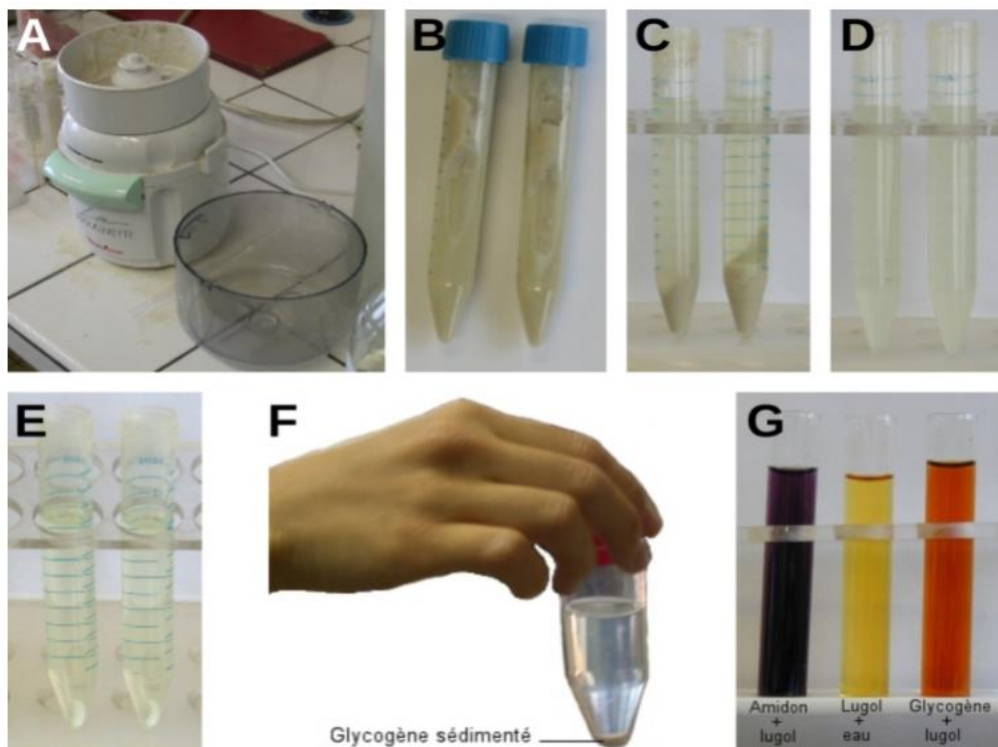 A
B
C
D
E
F
G
Glycogène sédimenté
Amidon
+
lugol
Lugol
+
eau
Glycogène
+
lugol